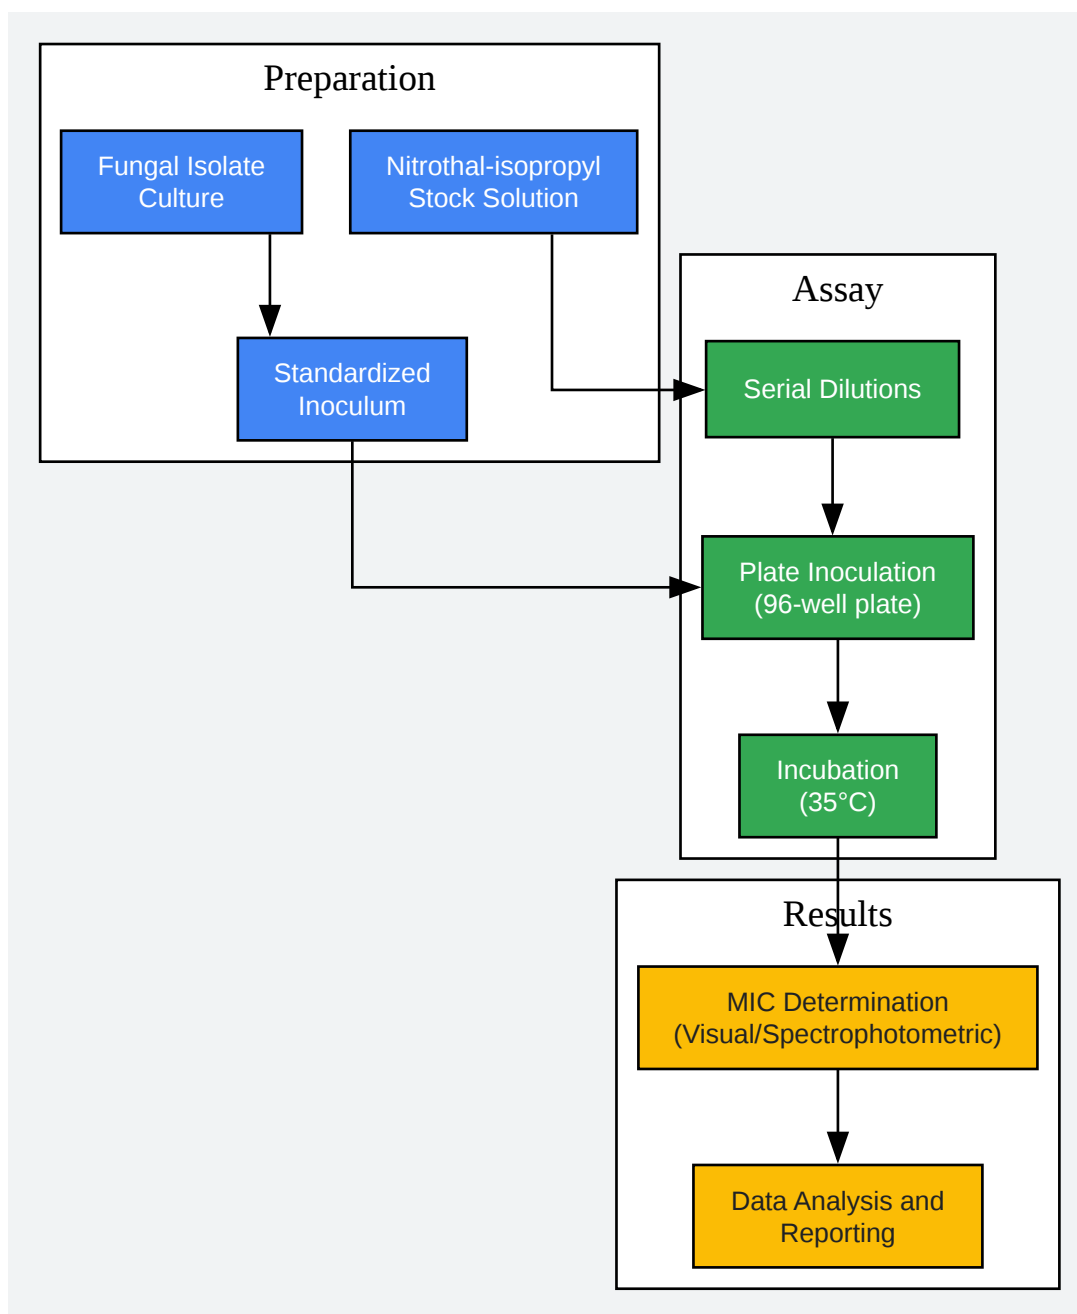 Preparation
Fungal Isolate
Culture
Nitrothal-isopropyl
Stock Solution
Standardized
Inoculum
Assay
Serial Dilutions
Plate Inoculation
(96-well plate)
Incubation
(35°C)
Results
MIC Determination
(Visual/Spectrophotometric)
Data Analysis and
Reporting